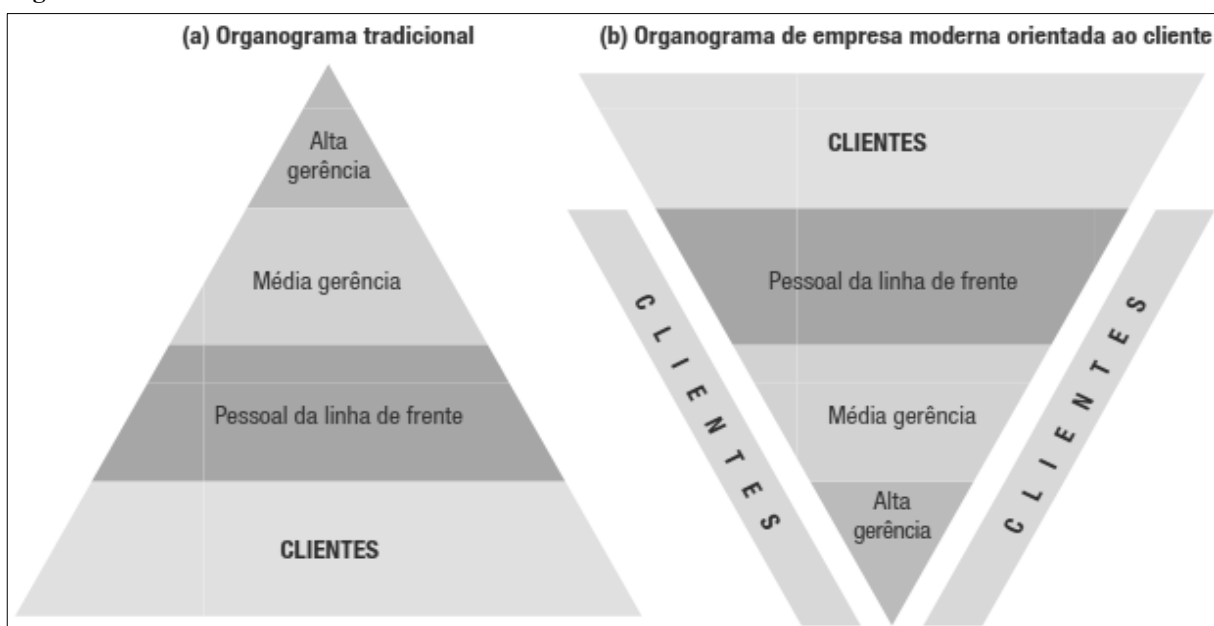 (a) Organograma tradicional
Alta
gerência
Média gerência
Pessoal da linha de frente
CLIENTES
(b) Organograma de empresa moderna orientada ao cliente
CLIENTES
Pessoal da linha de frente
Média gerência
Alta
gerência
CLIENTES
CLIENTES